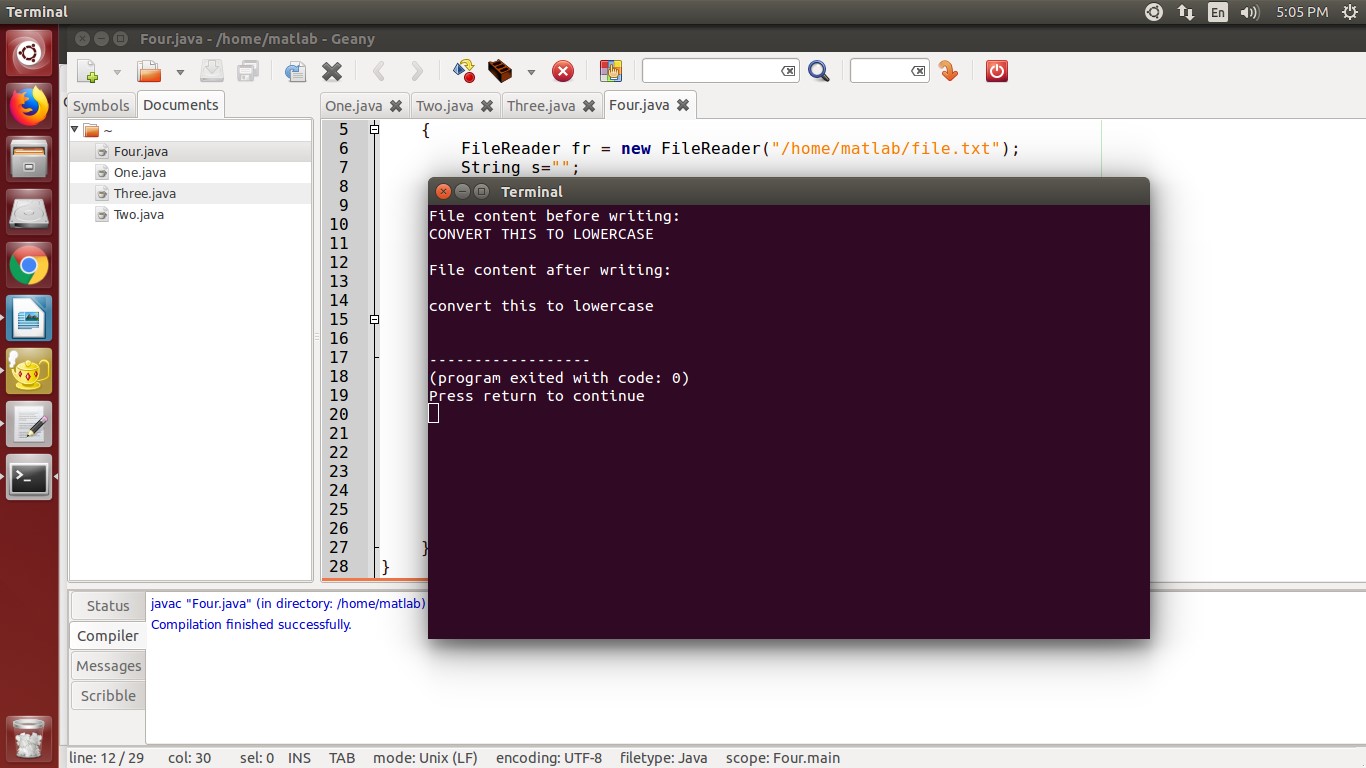 Terminal
En
5:05 PM
Four.java - /home/matlab - Geany
Symbols
Documents
One.java
Two.java
Three.java
Four.java
~
Four.java
One.java
Three.java
Two.java
5 {
6 FileReader fr = new FileReader("/home/matlab/file.txt");
7 String s="";
8
9
10
11
12
13
14
15
16
17
18
19
20
21
22
23
24
25
26
27 }
28 }
Terminal
File content before writing:
CONVERT THIS TO LOWERCASE
File content after writing:
convert this to lowercase
------------------
(program exited with code: 0)
Press return to continue
Status
Compiler
Messages
Scribble
javac "Four.java" (in directory: /home/matlab)
Compilation finished successfully.
line: 12 / 29 col: 30 sel: 0 INS TAB mode: Unix (LF) encoding: UTF-8 filetype: Java scope: Four.main